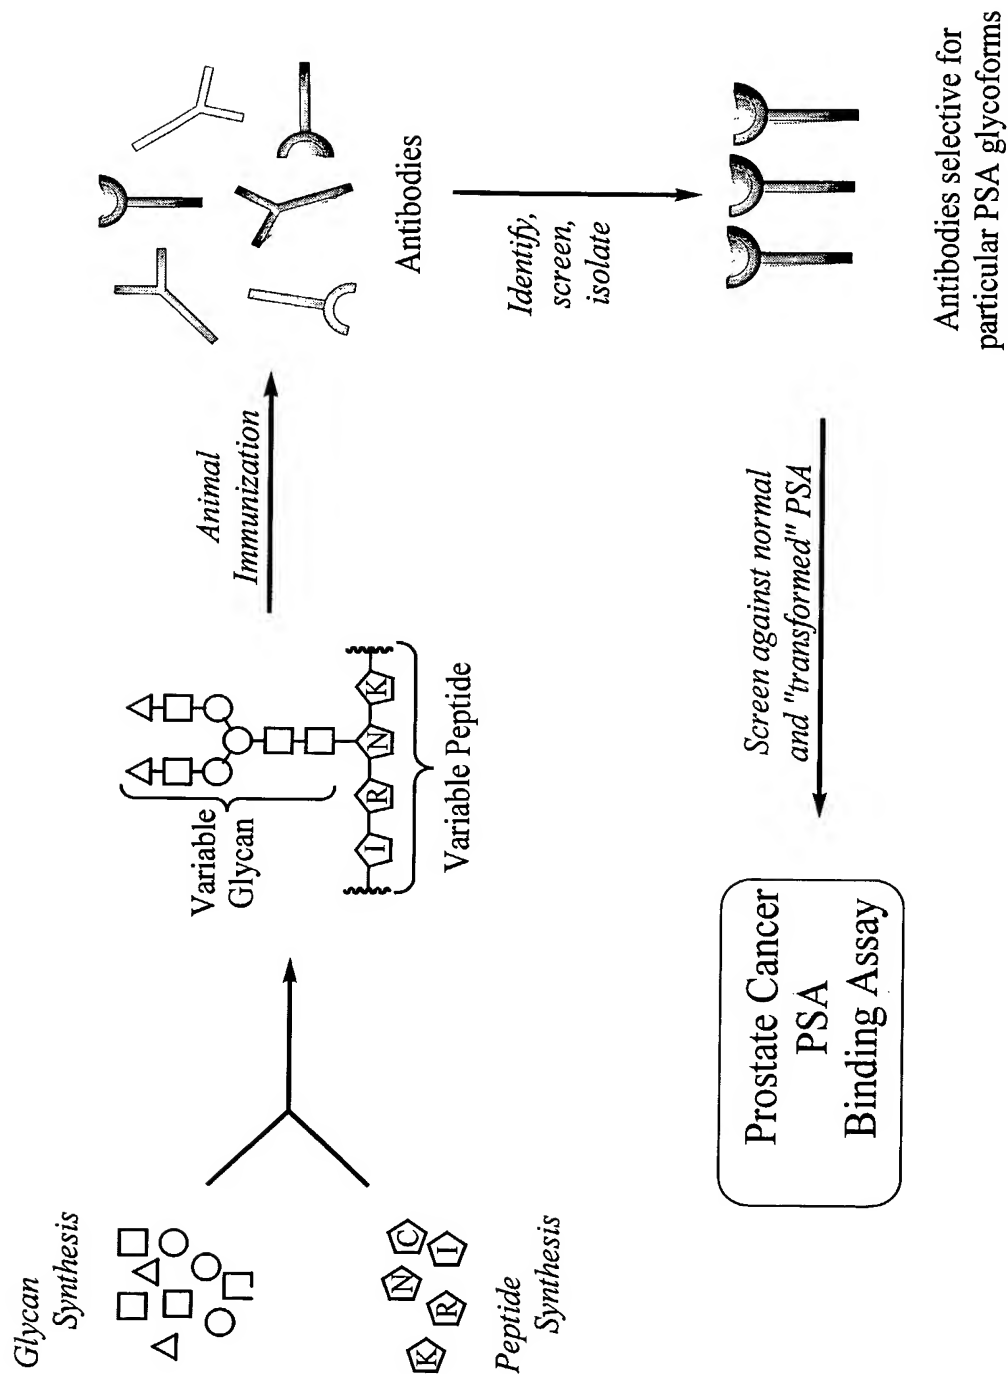 Glycan
Synthesis
K
R
N
C
I
Peptide
Synthesis
Variable
Glycan
I
R
N
K
Variable Peptide
Animal
Immunization
Antibodies
Identify,
screen,
isolate
Antibodies selective for
particular PSA glycoforms
Screen against normal
and "transformed" PSA
Prostate Cancer
PSA
Binding Assay